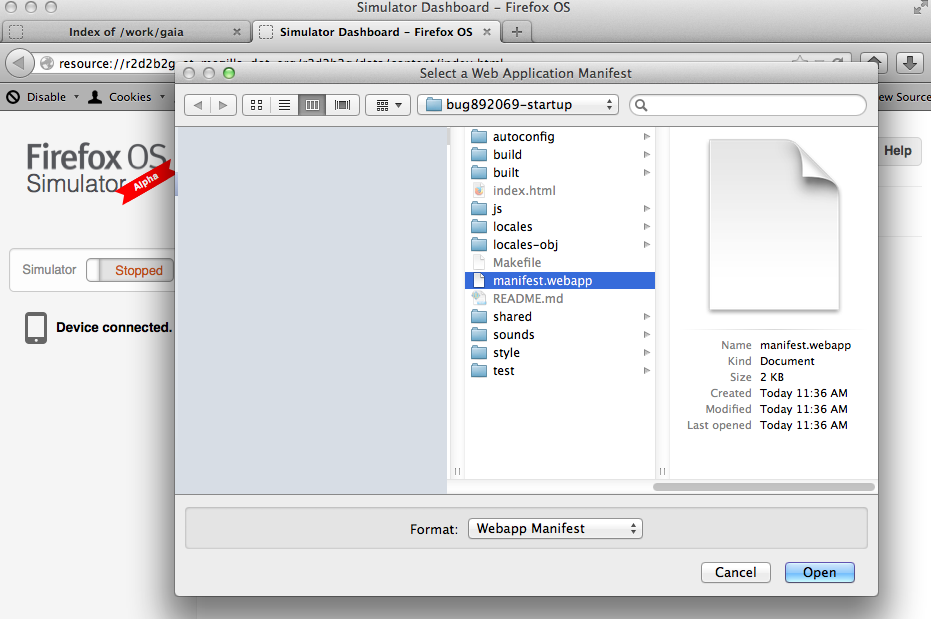 Simulator Dashboard – Firefox OS
Index of /work/gaia
Simulator Dashboard – Firefox OS
resource://r2d2b2g
Select a Web Application Manifest
Disable
Cookies
bug892069-startup
ew Source
Firefox OS
Simulator
Alpha
Help
Simulator
Stopped
Device connected.
autoconfig
build
built
index.html
js
locales
locales-obj
Makefile
manifest.webapp
README.md
shared
sounds
style
test
Name manifest.webapp
Kind Document
Size 2 KB
Created Today 11:36 AM
Modified Today 11:36 AM
Last opened Today 11:36 AM
Format: Webapp Manifest
Cancel
Open